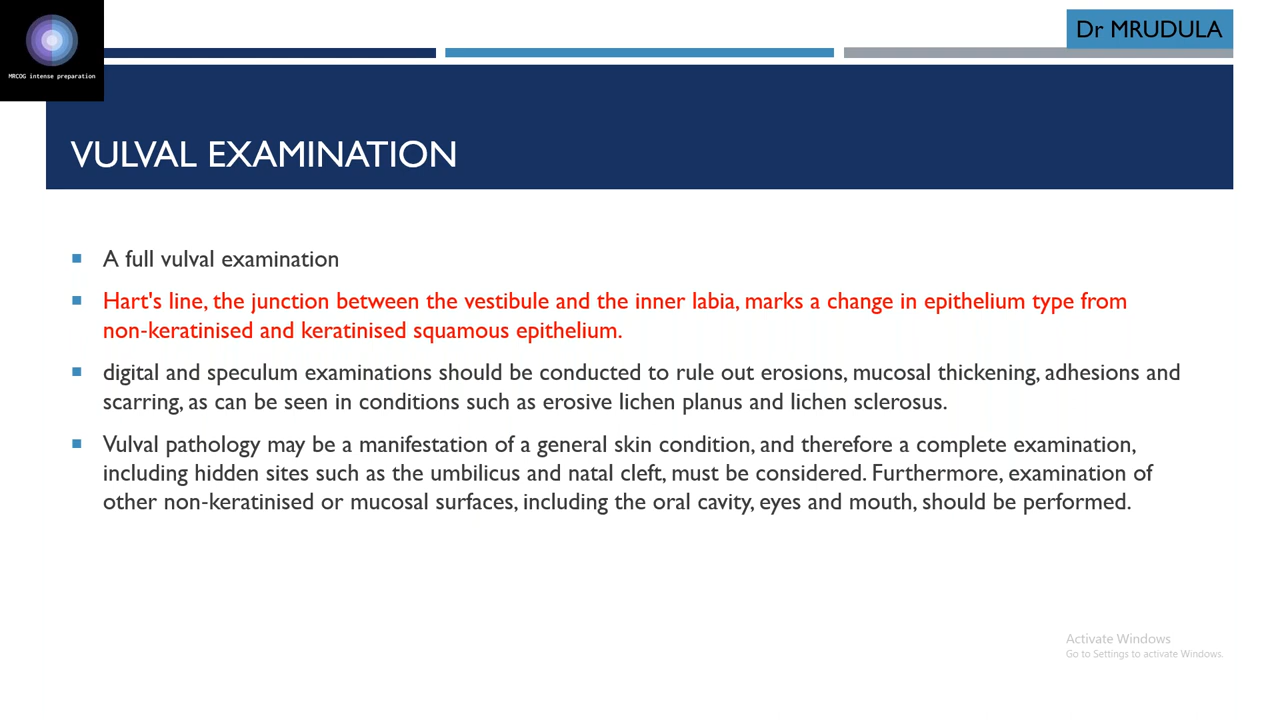 Dr MRUDULA
MRCOG intense preparation
VULVAL EXAMINATION
A full vulval examination
Hart's line, the junction between the vestibule and the inner labia, marks a change in epithelium type from
non-keratinised and keratinised squamous epithelium.
digital and speculum examinations should be conducted to rule out erosions, mucosal thickening, adhesions and
scarring, as can be seen in conditions such as erosive lichen planus and lichen sclerosus.
Vulval pathology may be a manifestation of a general skin condition, and therefore a complete examination,
including hidden sites such as the umbilicus and natal cleft, must be considered. Furthermore, examination of
other non-keratinised or mucosal surfaces, including the oral cavity, eyes and mouth, should be performed.
Activate Windows
Go to Settings to activate Windows.